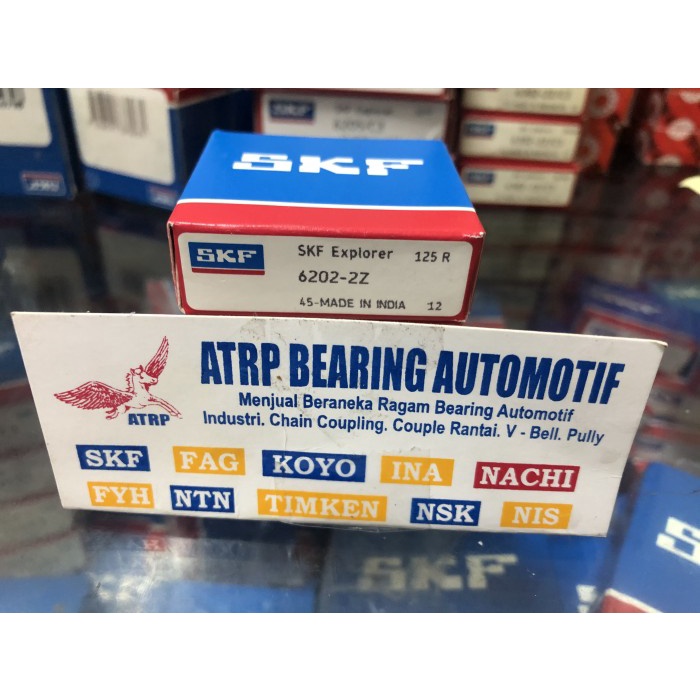 SKF
SKF
SKF
SKF Explorer 125 R
6202-2Z
45-MADE IN INDIA 12
ATRP BEARING AUTOMOTIF
Menjual Beraneka Ragam Bearing Automotif
Industri. Chain Coupling. Couple Rantai. V - Bell. Pully
ATRP
SKF FAG KOYO INA NACHI
FYH NTN TIMKEN NSK NIS
SKF